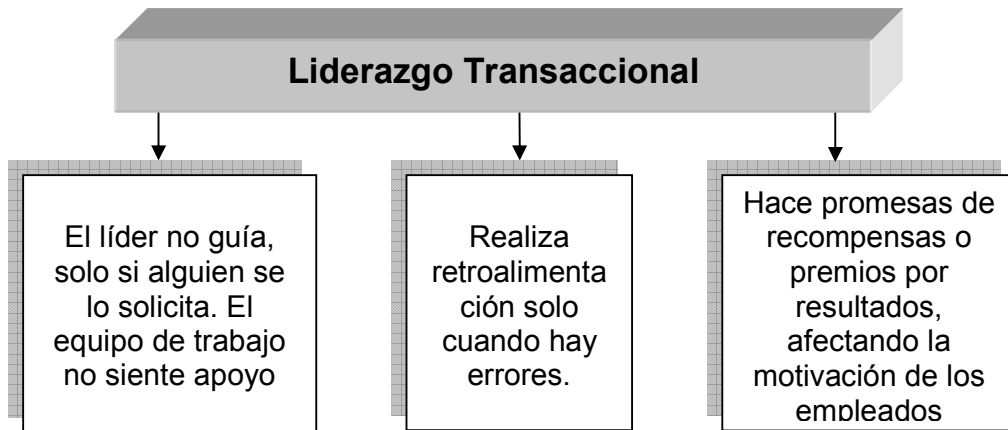 Liderazgo Transaccional
El líder no guía,
solo si alguien se
lo solicita. El
equipo de trabajo
no siente apoyo
Realiza
retroalimenta
ción solo
cuando hay
errores.
Hace promesas de
recompensas o
premios por
resultados,
afectando la
motivación de los
empleados